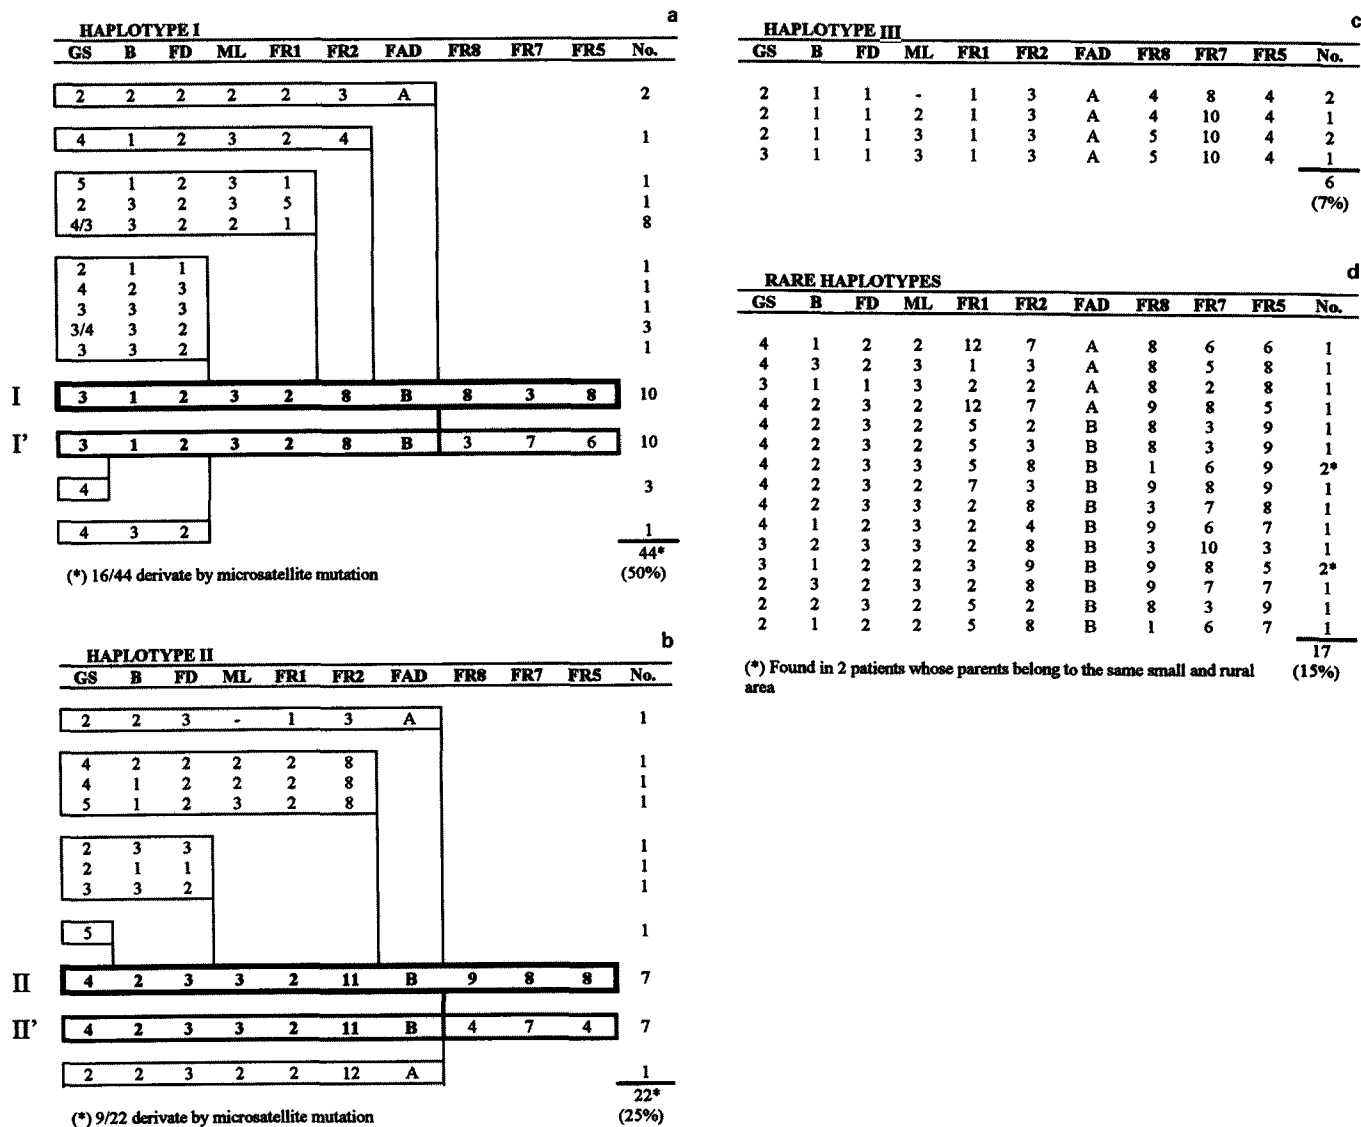 a
HAPLOTYPE I
GS B FD ML FR1 FR2 FAD FR8 FR7 FR5 No.
2 2 2 2 2 3 A 2
4 1 2 3 2 4 1
5 1 2 3 1 1
2 3 2 3 5 1
4/3 3 2 2 1 8
2 1 1 1
4 2 3 1
3 3 3 1
3/4 3 2 3
3 3 2 1
I 3 1 2 3 2 8 B 8 3 8 10
I' 3 1 2 3 2 8 B 3 7 6 10
4 3
4 3 2 1
44*
(*) 16/44 derivate by microsatellite mutation (50%)
b
HAPLOTYPE II
GS B FD ML FR1 FR2 FAD FR8 FR7 FR5 No.
2 2 3 - 1 3 A 1
4 2 2 2 2 8 1
4 1 2 2 2 8 1
5 1 2 3 2 8 1
2 3 3 1
2 1 1 1
3 3 2 1
5 1
II 4 2 3 3 2 11 B 9 8 8 7
II' 4 2 3 3 2 11 B 4 7 4 7
2 2 3 2 2 12 A 1
22*
(*) 9/22 derivate by microsatellite mutation (25%)
c
HAPLOTYPE III
GS B FD ML FR1 FR2 FAD FR8 FR7 FR5 No.
2 1 1 - 1 3 A 4 8 4 2
2 1 1 2 1 3 A 4 10 4 1
2 1 1 3 1 3 A 5 10 4 2
3 1 1 3 1 3 A 5 10 4 1
6
(7%)
d
RARE HAPLOTYPES
GS B FD ML FR1 FR2 FAD FR8 FR7 FR5 No.
4 1 2 2 12 7 A 8 6 6 1
4 3 2 3 1 3 A 8 5 8 1
3 1 1 3 2 2 A 8 2 8 1
4 2 3 2 12 7 A 9 8 5 1
4 2 3 2 5 2 B 8 3 9 1
4 2 3 2 5 3 B 8 3 9 1
4 2 3 3 5 8 B 1 6 9 2*
4 2 3 2 7 3 B 9 8 9 1
4 2 3 3 2 8 B 3 7 8 1
4 1 2 3 2 4 B 9 6 7 1
3 2 3 3 2 8 B 3 10 3 1
3 1 2 2 3 9 B 9 8 5 2*
2 3 2 3 2 8 B 9 7 7 1
2 2 3 2 5 2 B 8 3 9 1
2 1 2 2 5 8 B 1 6 7 1
17
(*) Found in 2 patients whose parents belong to the same small and rural (15%)
area